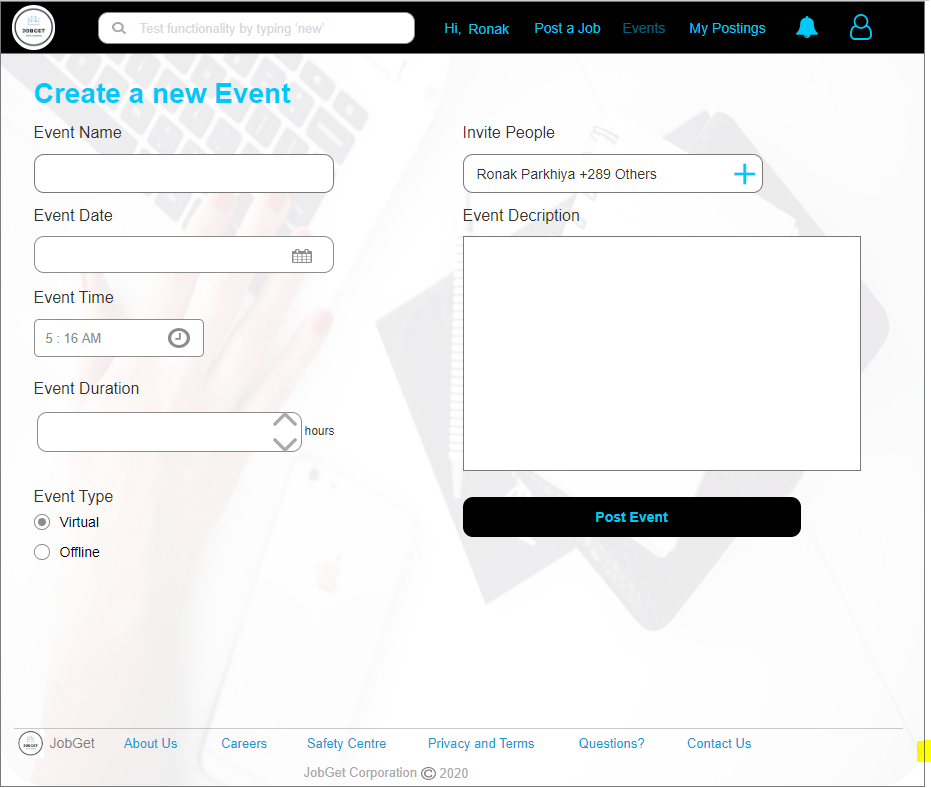 JOBGET
Test functionality by typing 'new'
Hi, Ronak
Post a Job
Events
My Postings
Create a new Event
Event Name
Event Date
Event Time
5 : 16 AM
Event Duration
hours
Event Type
Virtual
Offline
Invite People
Ronak Parkhiya +289 Others
Event Decription
Post Event
JOBGET
JobGet
About Us
Careers
Safety Centre
Privacy and Terms
Questions?
Contact Us
JobGet Corporation © 2020